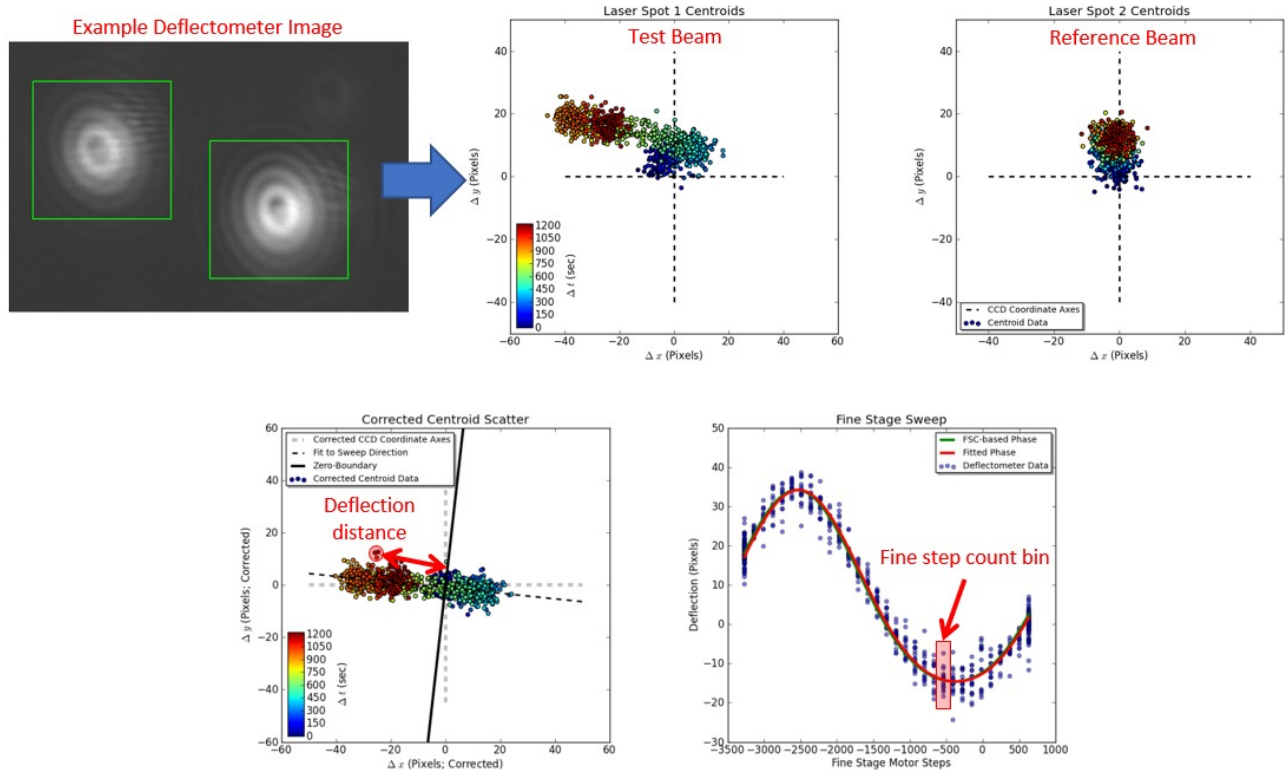 Example Deflectometer Image
Laser Spot 1 Centroids
Test Beam
Δ y (Pixels)
40
20
0
−20
−40
1200
1050
900
750
600
450
300
150
0
Δ t (sec)
−60
−40
−20
0
20
40
60
Δ x (Pixels)
Laser Spot 2 Centroids
Reference Beam
Δ y (Pixels)
40
20
0
−20
−40
CCD Coordinate Axes
Centroid Data
−40
−20
0
20
40
60
Δ x (Pixels)
Corrected Centroid Scatter
Corrected CCD Coordinate Axes
Fit to Sweep Direction
Zero-Boundary
Corrected Centroid Data
Deflection
distance
Δ y (Pixels; Corrected)
60
40
20
0
−20
−40
−60
1200
1050
900
750
600
450
300
150
0
Δ t (sec)
−60
−40
−20
0
20
40
60
Δ x (Pixels; Corrected)
Fine Stage Sweep
FSC-based Phase
Fitted Phase
Deflectometer Data
Fine step count bin
Deflection (Pixels)
50
40
30
20
10
0
−10
−20
−30
−3500
−3000
−2500
−2000
−1500
−1000
−500
0
500
1000
Fine Stage Motor Steps